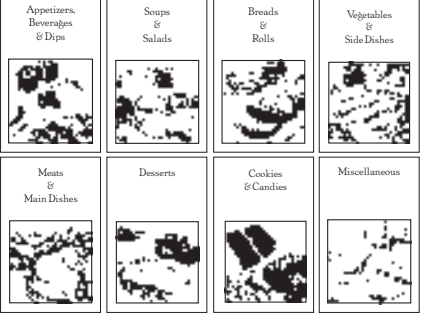 Appetizers,
Beverages
& Dips
Soups
&
Salads
Breads
&
Rolls
Vegetables
&
Side Dishes
Meats
&
Main Dishes
Desserts
Cookies
& Candies
Miscellaneous